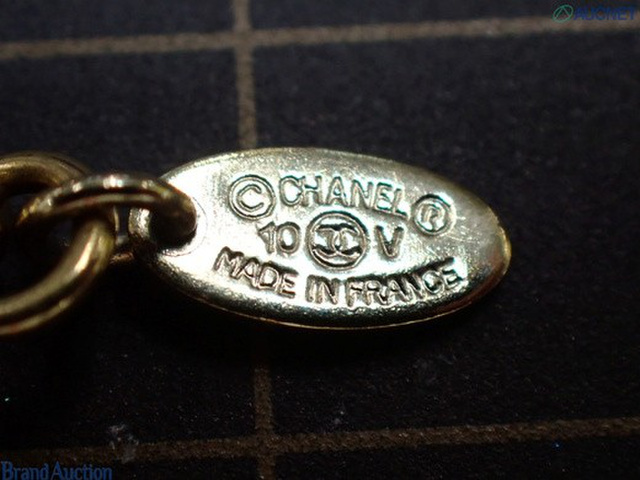 AUCNET
© CHANEL ®
10 V
MADE IN FRANCE
Brand Auction